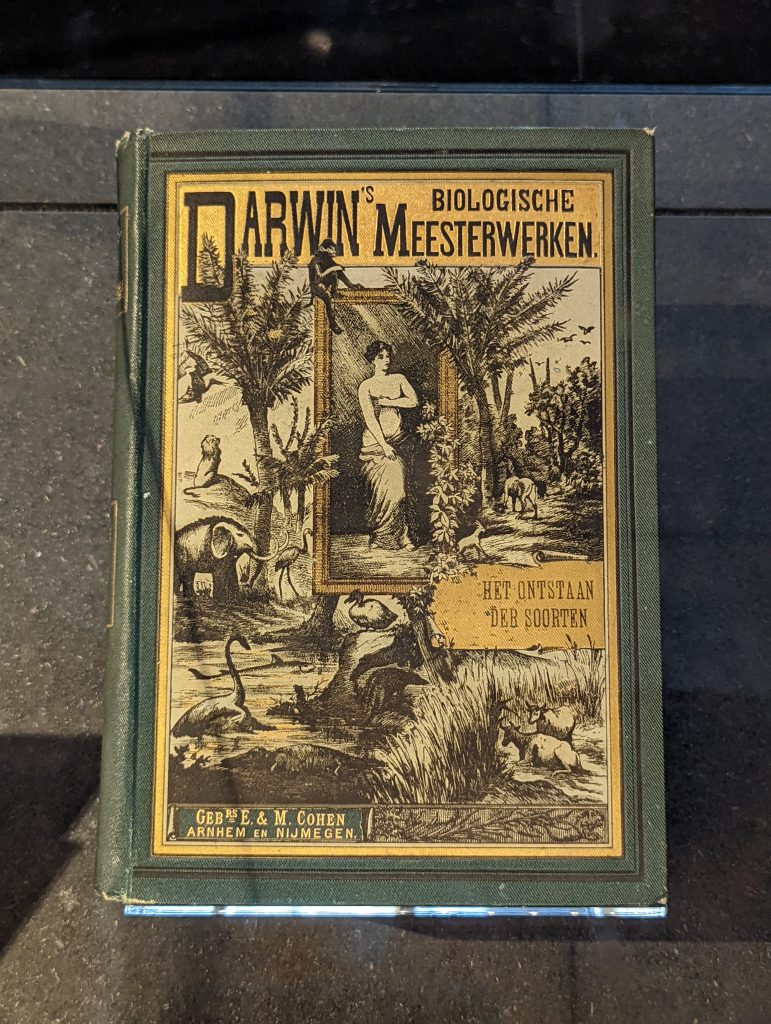 DARWIN'S BIOLOGISCHE
MEESTERWERKEN.
HET ONTSTAAN
DER SOORTEN
GEBRS E. & M. COHEN
ARNHEM EN NIJMEGEN.